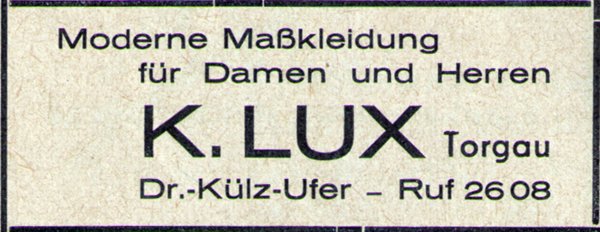 Moderne Maßkleidung
für Damen und Herren
K. LUX Torgau
Dr.-Külz-Ufer – Ruf 2608